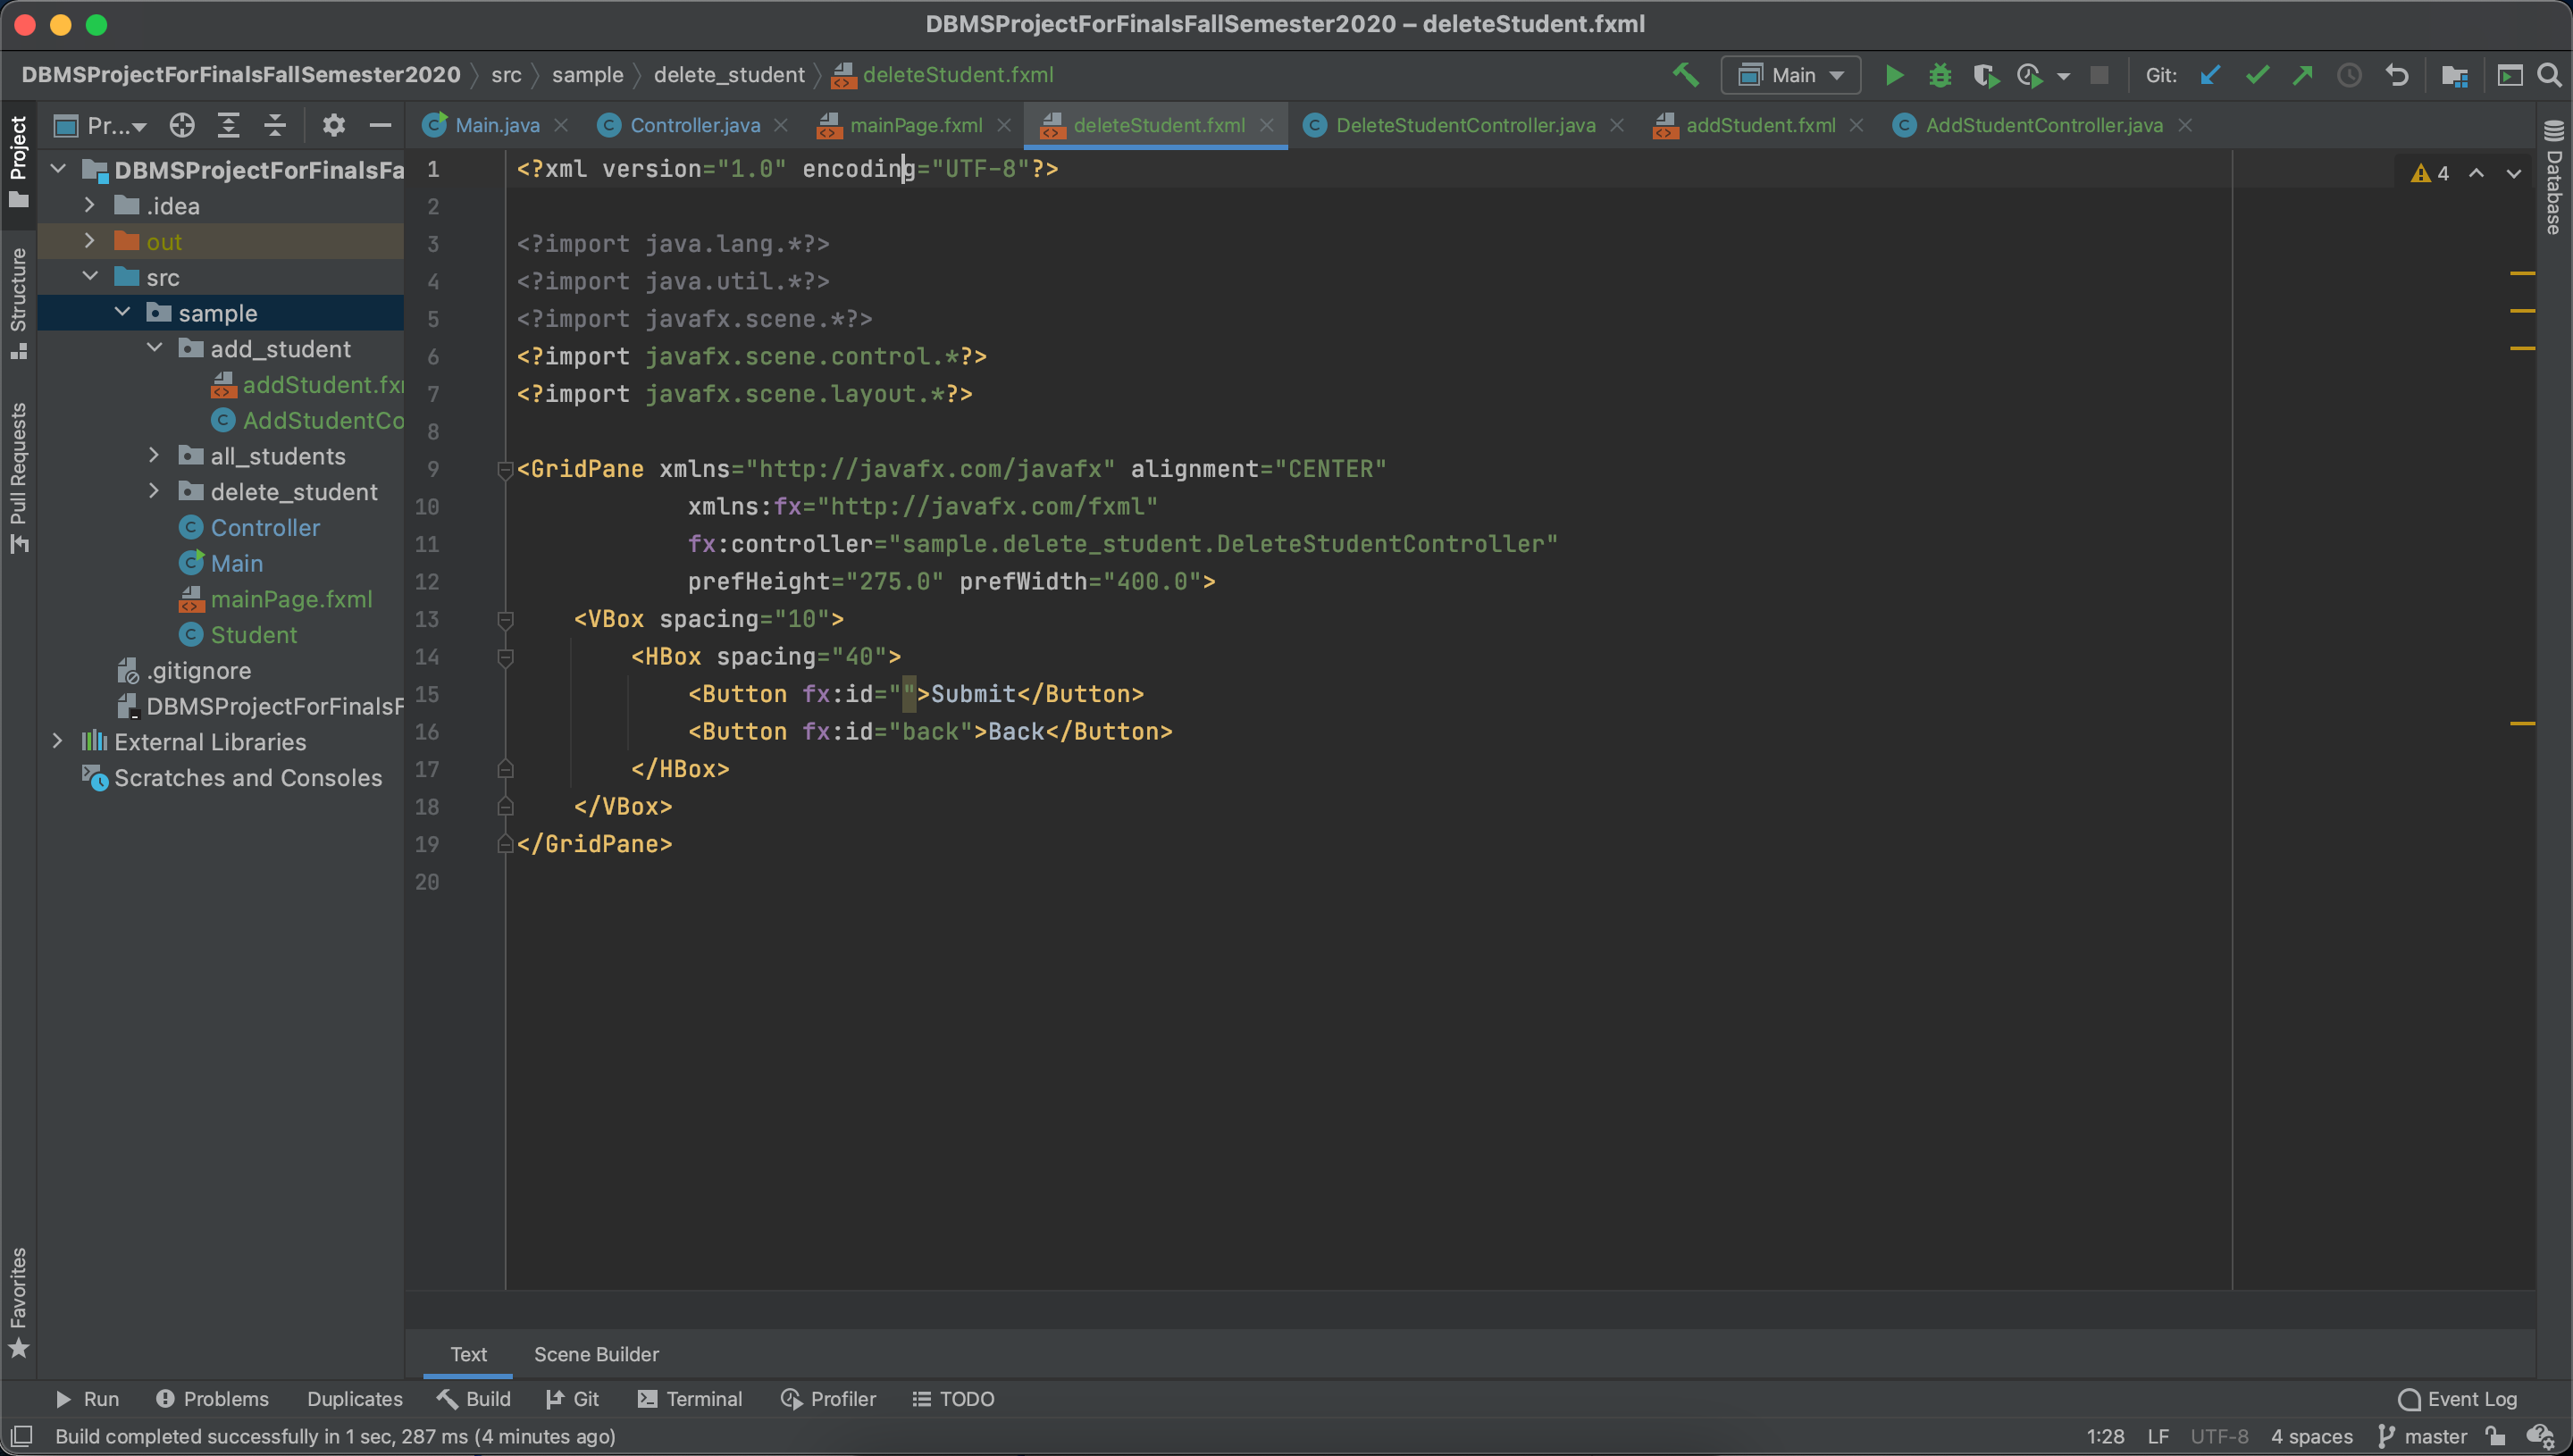 DBMSProjectForFinalsFallSemester2020 – deleteStudent.fxml
DBMSProjectForFinalsFallSemester2020 src sample delete_student deleteStudent.fxml
Main Git:
Pr...
Main.java Controller.java mainPage.fxml deleteStudent.fxml DeleteStudentController.java addStudent.fxml AddStudentController.java
Project
Structure
Pull Requests
Favorites
Database
DBMSProjectForFinalsFa
.idea
out
src
sample
add_student
addStudent.fxm
AddStudentCo
all_students
delete_student
Controller
Main
mainPage.fxml
Student
.gitignore
DBMSProjectForFinalsF
External Libraries
Scratches and Consoles
4
1 <?xml version="1.0" encoding="UTF-8"?>
2
3 <?import java.lang.*?>
4 <?import java.util.*?>
5 <?import javafx.scene.*?>
6 <?import javafx.scene.control.*?>
7 <?import javafx.scene.layout.*?>
8
9 <GridPane xmlns="http://javafx.com/javafx" alignment="CENTER"
10 xmlns:fx="http://javafx.com/fxml"
11 fx:controller="sample.delete_student.DeleteStudentController"
12 prefHeight="275.0" prefWidth="400.0">
13 <VBox spacing="10">
14 <HBox spacing="40">
15 <Button fx:id="">Submit</Button>
16 <Button fx:id="back">Back</Button>
17 </HBox>
18 </VBox>
19 </GridPane>
20
Text Scene Builder
Run Problems Duplicates Build Git Terminal Profiler TODO Event Log
Build completed successfully in 1 sec, 287 ms (4 minutes ago) 1:28 LF UTF-8 4 spaces master